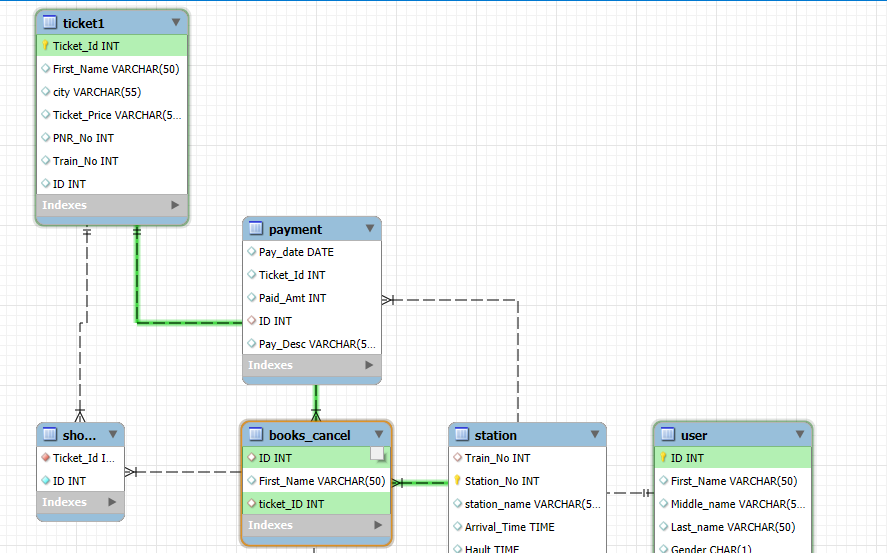 ticket1
Ticket_Id INT
First_Name VARCHAR(50)
city VARCHAR(55)
Ticket_Price VARCHAR(5...
PNR_No INT
Train_No INT
ID INT
Indexes
payment
Pay_date DATE
Ticket_Id INT
Paid_Amt INT
ID INT
Pay_Desc VARCHAR(5...
Indexes
sho...
Ticket_Id I...
ID INT
Indexes
books_cancel
ID INT
First_Name VARCHAR(50)
ticket_ID INT
Indexes
station
Train_No INT
Station_No INT
station_name VARCHAR(5...
Arrival_Time TIME
Hault TIME
user
ID INT
First_Name VARCHAR(50)
Middle_name VARCHAR(5...
Last_name VARCHAR(50)
Gender CHAR(1)